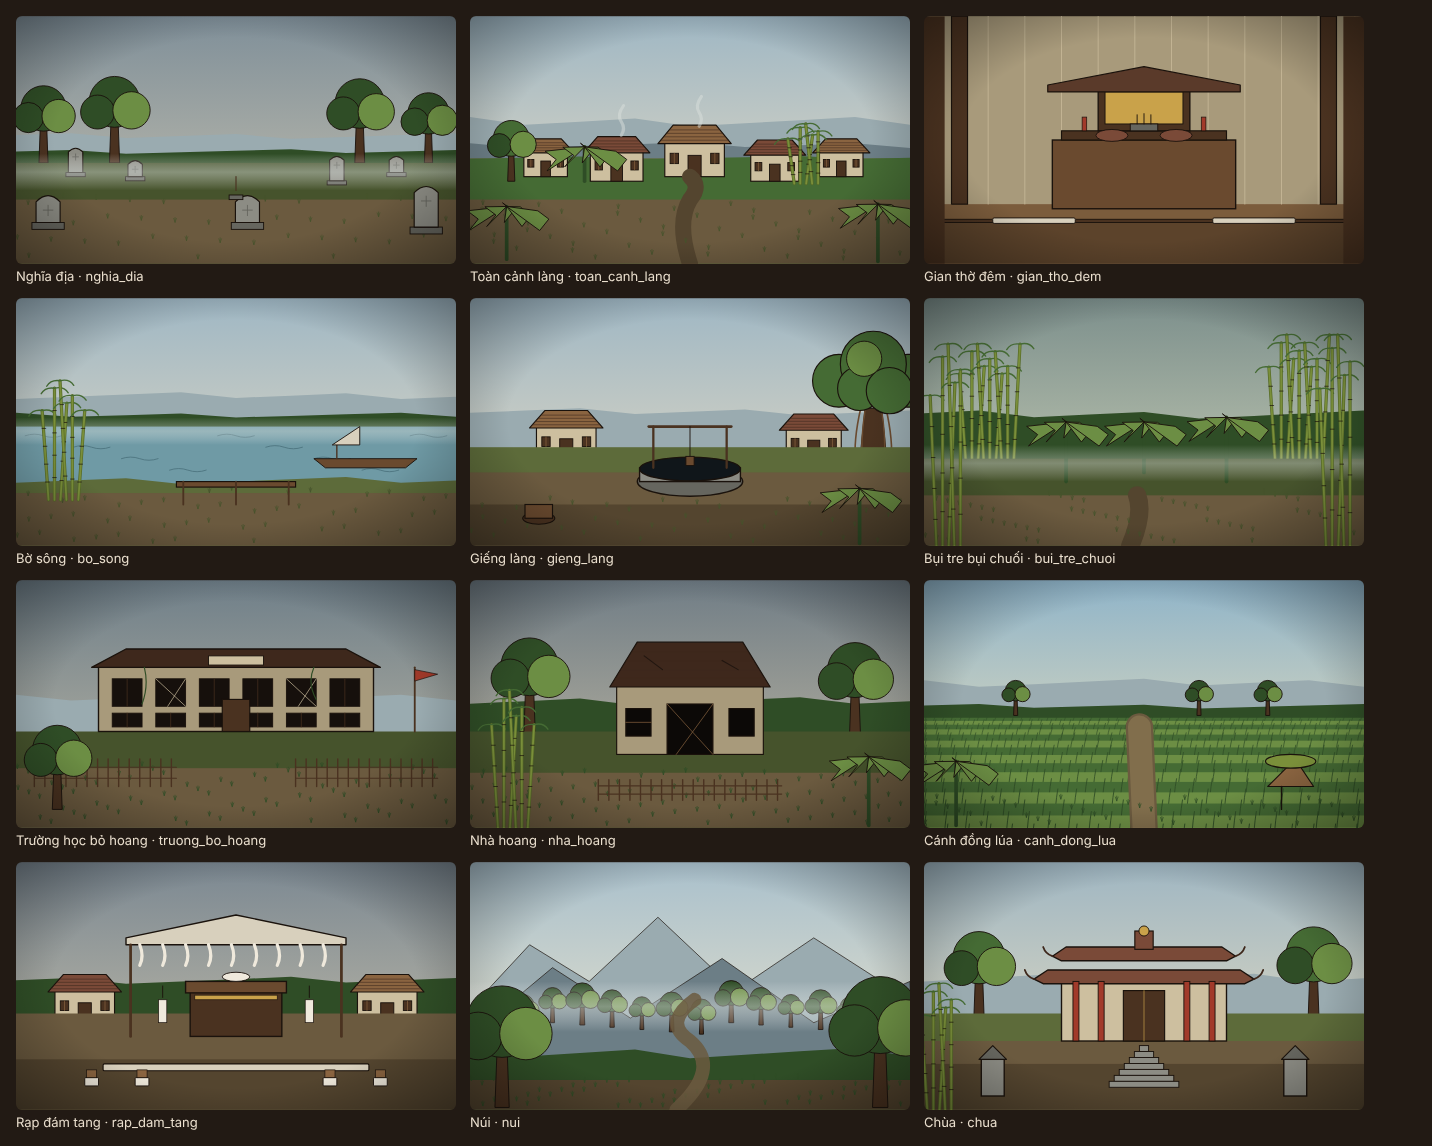 Nghĩa địa · nghia_dia
Toàn cảnh làng · toan_canh_lang
Gian thờ đêm · gian_tho_dem
Bờ sông · bo_song
Giếng làng · gieng_lang
Bụi tre bụi chuối · bui_tre_chuoi
Trường học bỏ hoang · truong_bo_hoang
Nhà hoang · nha_hoang
Cánh đồng lúa · canh_dong_lua
Rạp đám tang · rap_dam_tang
Núi · nui
Chùa · chua